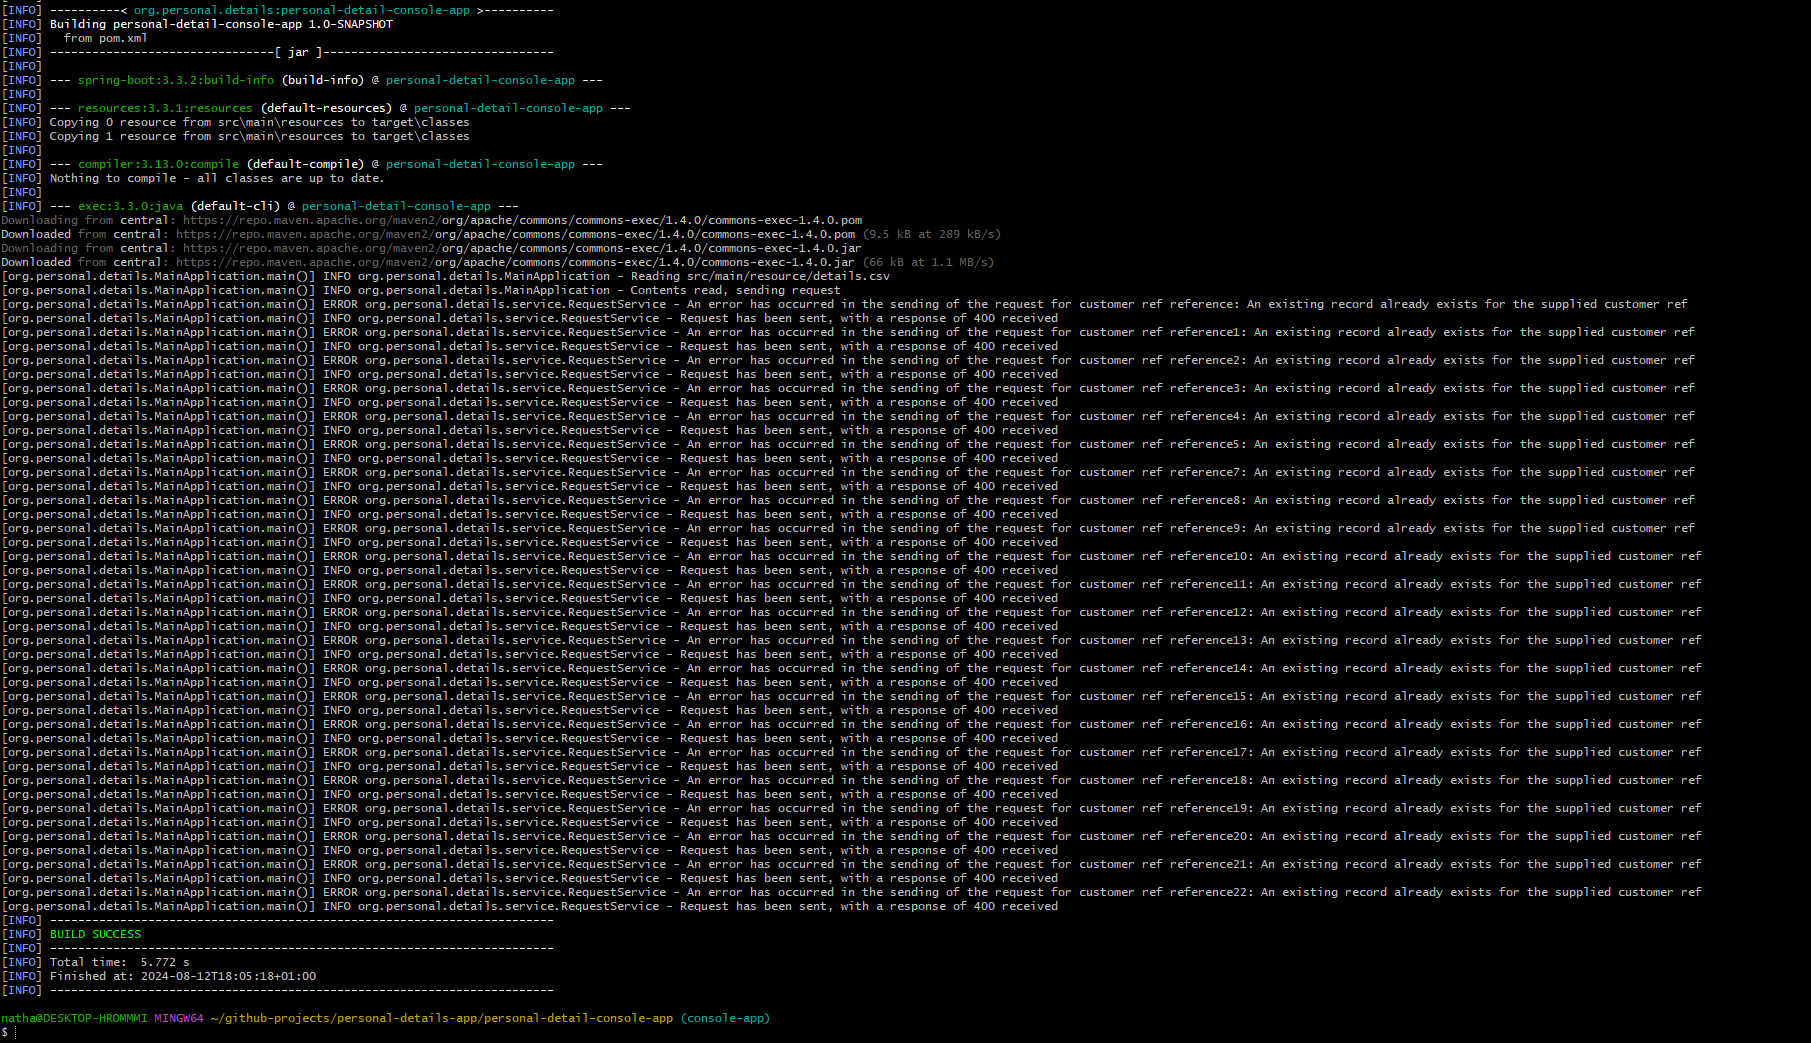 [INFO] ----------< org.personal.details:personal-detail-console-app >----------
[INFO] Building personal-detail-console-app 1.0-SNAPSHOT
[INFO]   from pom.xml
[INFO] --------------------------------[ jar ]---------------------------------
[INFO]
[INFO] --- spring-boot:3.3.2:build-info (build-info) @ personal-detail-console-app ---
[INFO]
[INFO] --- resources:3.3.1:resources (default-resources) @ personal-detail-console-app ---
[INFO] Copying 0 resource from src\main\resources to target\classes
[INFO] Copying 1 resource from src\main\resources to target\classes
[INFO]
[INFO] --- compiler:3.13.0:compile (default-compile) @ personal-detail-console-app ---
[INFO] Nothing to compile - all classes are up to date.
[INFO]
[INFO] --- exec:3.3.0:java (default-cli) @ personal-detail-console-app ---
Downloading from central: https://repo.maven.apache.org/maven2/org/apache/commons/commons-exec/1.4.0/commons-exec-1.4.0.pom
Downloaded from central: https://repo.maven.apache.org/maven2/org/apache/commons/commons-exec/1.4.0/commons-exec-1.4.0.pom (9.5 kB at 289 kB/s)
Downloading from central: https://repo.maven.apache.org/maven2/org/apache/commons/commons-exec/1.4.0/commons-exec-1.4.0.jar
Downloaded from central: https://repo.maven.apache.org/maven2/org/apache/commons/commons-exec/1.4.0/commons-exec-1.4.0.jar (66 kB at 1.1 MB/s)
[org.personal.details.MainApplication.main()] INFO org.personal.details.MainApplication - Reading src/main/resource/details.csv
[org.personal.details.MainApplication.main()] INFO org.personal.details.MainApplication - Contents read, sending request
[org.personal.details.MainApplication.main()] ERROR org.personal.details.service.RequestService - An error has occurred in the sending of the request for customer ref reference: An existing record already exists for the supplied customer ref
[org.personal.details.MainApplication.main()] INFO org.personal.details.service.RequestService - Request has been sent, with a response of 400 received
[org.personal.details.MainApplication.main()] ERROR org.personal.details.service.RequestService - An error has occurred in the sending of the request for customer ref reference1: An existing record already exists for the supplied customer ref
[org.personal.details.MainApplication.main()] INFO org.personal.details.service.RequestService - Request has been sent, with a response of 400 received
[org.personal.details.MainApplication.main()] ERROR org.personal.details.service.RequestService - An error has occurred in the sending of the request for customer ref reference2: An existing record already exists for the supplied customer ref
[org.personal.details.MainApplication.main()] INFO org.personal.details.service.RequestService - Request has been sent, with a response of 400 received
[org.personal.details.MainApplication.main()] ERROR org.personal.details.service.RequestService - An error has occurred in the sending of the request for customer ref reference3: An existing record already exists for the supplied customer ref
[org.personal.details.MainApplication.main()] INFO org.personal.details.service.RequestService - Request has been sent, with a response of 400 received
[org.personal.details.MainApplication.main()] ERROR org.personal.details.service.RequestService - An error has occurred in the sending of the request for customer ref reference4: An existing record already exists for the supplied customer ref
[org.personal.details.MainApplication.main()] INFO org.personal.details.service.RequestService - Request has been sent, with a response of 400 received
[org.personal.details.MainApplication.main()] ERROR org.personal.details.service.RequestService - An error has occurred in the sending of the request for customer ref reference5: An existing record already exists for the supplied customer ref
[org.personal.details.MainApplication.main()] INFO org.personal.details.service.RequestService - Request has been sent, with a response of 400 received
[org.personal.details.MainApplication.main()] ERROR org.personal.details.service.RequestService - An error has occurred in the sending of the request for customer ref reference7: An existing record already exists for the supplied customer ref
[org.personal.details.MainApplication.main()] INFO org.personal.details.service.RequestService - Request has been sent, with a response of 400 received
[org.personal.details.MainApplication.main()] ERROR org.personal.details.service.RequestService - An error has occurred in the sending of the request for customer ref reference8: An existing record already exists for the supplied customer ref
[org.personal.details.MainApplication.main()] INFO org.personal.details.service.RequestService - Request has been sent, with a response of 400 received
[org.personal.details.MainApplication.main()] ERROR org.personal.details.service.RequestService - An error has occurred in the sending of the request for customer ref reference9: An existing record already exists for the supplied customer ref
[org.personal.details.MainApplication.main()] INFO org.personal.details.service.RequestService - Request has been sent, with a response of 400 received
[org.personal.details.MainApplication.main()] ERROR org.personal.details.service.RequestService - An error has occurred in the sending of the request for customer ref reference10: An existing record already exists for the supplied customer ref
[org.personal.details.MainApplication.main()] INFO org.personal.details.service.RequestService - Request has been sent, with a response of 400 received
[org.personal.details.MainApplication.main()] ERROR org.personal.details.service.RequestService - An error has occurred in the sending of the request for customer ref reference11: An existing record already exists for the supplied customer ref
[org.personal.details.MainApplication.main()] INFO org.personal.details.service.RequestService - Request has been sent, with a response of 400 received
[org.personal.details.MainApplication.main()] ERROR org.personal.details.service.RequestService - An error has occurred in the sending of the request for customer ref reference12: An existing record already exists for the supplied customer ref
[org.personal.details.MainApplication.main()] INFO org.personal.details.service.RequestService - Request has been sent, with a response of 400 received
[org.personal.details.MainApplication.main()] ERROR org.personal.details.service.RequestService - An error has occurred in the sending of the request for customer ref reference13: An existing record already exists for the supplied customer ref
[org.personal.details.MainApplication.main()] INFO org.personal.details.service.RequestService - Request has been sent, with a response of 400 received
[org.personal.details.MainApplication.main()] ERROR org.personal.details.service.RequestService - An error has occurred in the sending of the request for customer ref reference14: An existing record already exists for the supplied customer ref
[org.personal.details.MainApplication.main()] INFO org.personal.details.service.RequestService - Request has been sent, with a response of 400 received
[org.personal.details.MainApplication.main()] ERROR org.personal.details.service.RequestService - An error has occurred in the sending of the request for customer ref reference15: An existing record already exists for the supplied customer ref
[org.personal.details.MainApplication.main()] INFO org.personal.details.service.RequestService - Request has been sent, with a response of 400 received
[org.personal.details.MainApplication.main()] ERROR org.personal.details.service.RequestService - An error has occurred in the sending of the request for customer ref reference16: An existing record already exists for the supplied customer ref
[org.personal.details.MainApplication.main()] INFO org.personal.details.service.RequestService - Request has been sent, with a response of 400 received
[org.personal.details.MainApplication.main()] ERROR org.personal.details.service.RequestService - An error has occurred in the sending of the request for customer ref reference17: An existing record already exists for the supplied customer ref
[org.personal.details.MainApplication.main()] INFO org.personal.details.service.RequestService - Request has been sent, with a response of 400 received
[org.personal.details.MainApplication.main()] ERROR org.personal.details.service.RequestService - An error has occurred in the sending of the request for customer ref reference18: An existing record already exists for the supplied customer ref
[org.personal.details.MainApplication.main()] INFO org.personal.details.service.RequestService - Request has been sent, with a response of 400 received
[org.personal.details.MainApplication.main()] ERROR org.personal.details.service.RequestService - An error has occurred in the sending of the request for customer ref reference19: An existing record already exists for the supplied customer ref
[org.personal.details.MainApplication.main()] INFO org.personal.details.service.RequestService - Request has been sent, with a response of 400 received
[org.personal.details.MainApplication.main()] ERROR org.personal.details.service.RequestService - An error has occurred in the sending of the request for customer ref reference20: An existing record already exists for the supplied customer ref
[org.personal.details.MainApplication.main()] INFO org.personal.details.service.RequestService - Request has been sent, with a response of 400 received
[org.personal.details.MainApplication.main()] ERROR org.personal.details.service.RequestService - An error has occurred in the sending of the request for customer ref reference21: An existing record already exists for the supplied customer ref
[org.personal.details.MainApplication.main()] INFO org.personal.details.service.RequestService - Request has been sent, with a response of 400 received
[org.personal.details.MainApplication.main()] ERROR org.personal.details.service.RequestService - An error has occurred in the sending of the request for customer ref reference22: An existing record already exists for the supplied customer ref
[org.personal.details.MainApplication.main()] INFO org.personal.details.service.RequestService - Request has been sent, with a response of 400 received
[INFO] ------------------------------------------------------------------------
[INFO] BUILD SUCCESS
[INFO] ------------------------------------------------------------------------
[INFO] Total time:  5.772 s
[INFO] Finished at: 2024-08-12T18:05:18+01:00
[INFO] ------------------------------------------------------------------------
natha@DESKTOP-HROMMMI MINGW64 ~/github-projects/personal-details-app/personal-detail-console-app (console-app)
$